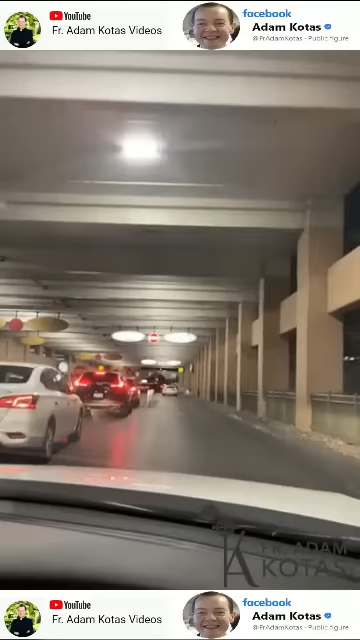 YouTube
Fr. Adam Kotas Videos
facebook
Adam Kotas
@FrAdamKotas · Public figure
FR. ADAM
KOTAS
YouTube
Fr. Adam Kotas Videos
facebook
Adam Kotas
@FrAdamKotas · Public figure